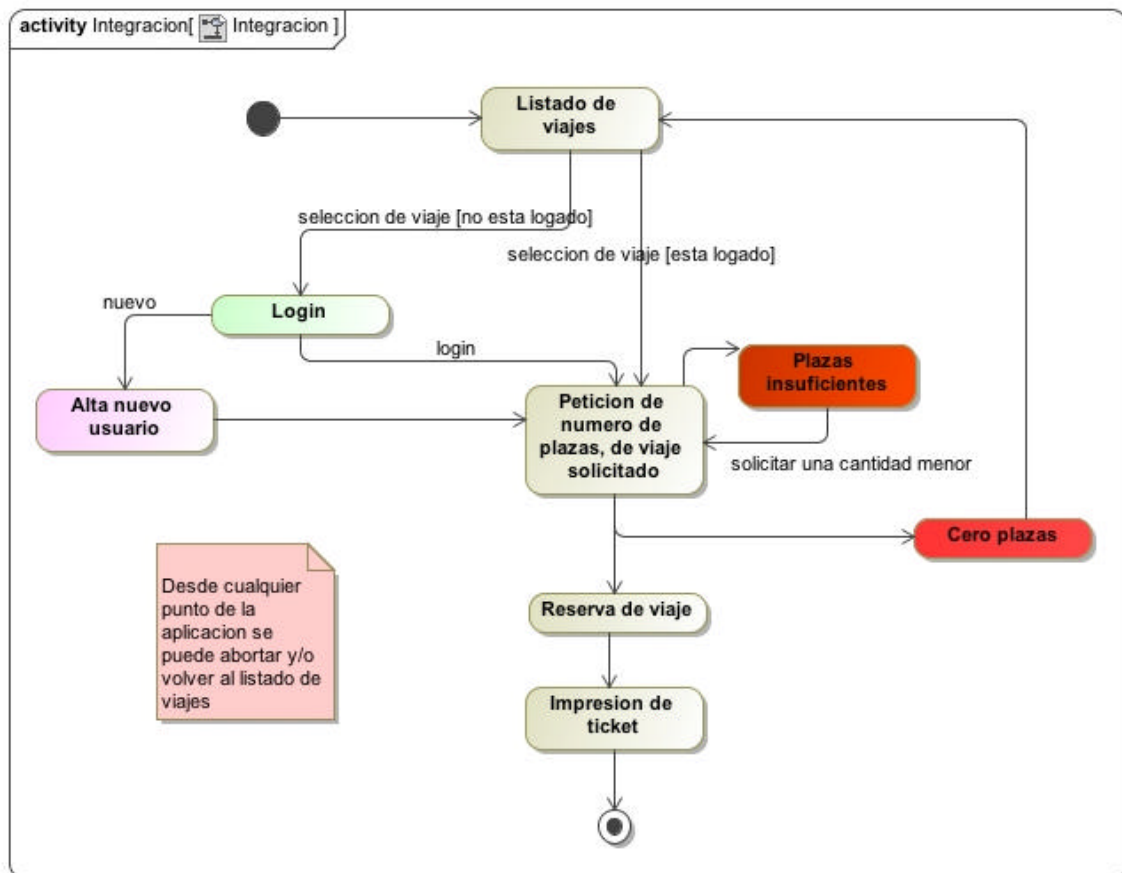 activity Integracion[ Integracion ]
Listado de
viajes
seleccion de viaje [no esta logado]
seleccion de viaje [esta logado]
nuevo
Login
login
Plazas
insuficientes
Alta nuevo
usuario
Peticion de
numero de
plazas, de viaje
solicitado
solicitar una cantidad menor
Cero plazas
Desde cualquier
punto de la
aplicacion se
puede abortar y/o
volver al listado de
viajes
Reserva de viaje
Impresion de
ticket